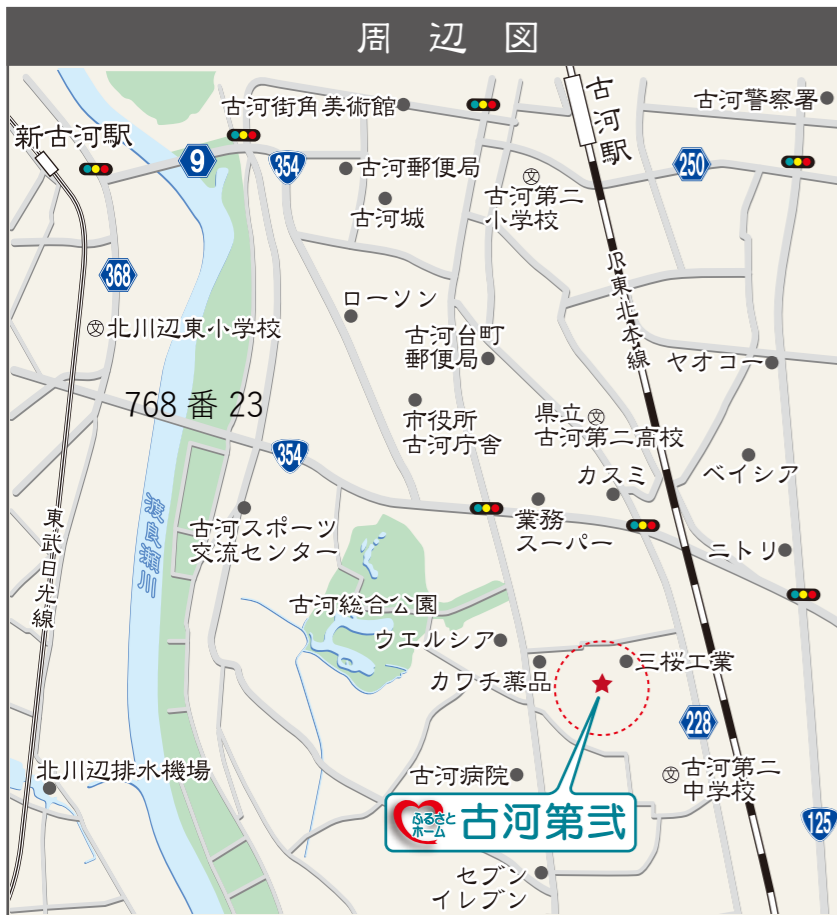 周辺図
古河街角美術館
古河駅
古河警察署
新古河駅
9
354
古河郵便局
250
古河第二
小学校
古河城
368
JR東北本線
ローソン
北川辺東小学校
古河台町
郵便局
ヤオコー
768番23
市役所
古河庁舎
県立
古河第二高校
354
カスミ
ベイシア
渡良瀬川
東武日光線
古河スポーツ
交流センター
業務
スーパー
ニトリ
古河総合公園
ウエルシア
カワチ薬品
三桜工業
228
北川辺排水機場
古河病院
古河第二
中学校
ふるさと
ホーム
古河第弐
125
セブン
イレブン
文
文
文
文